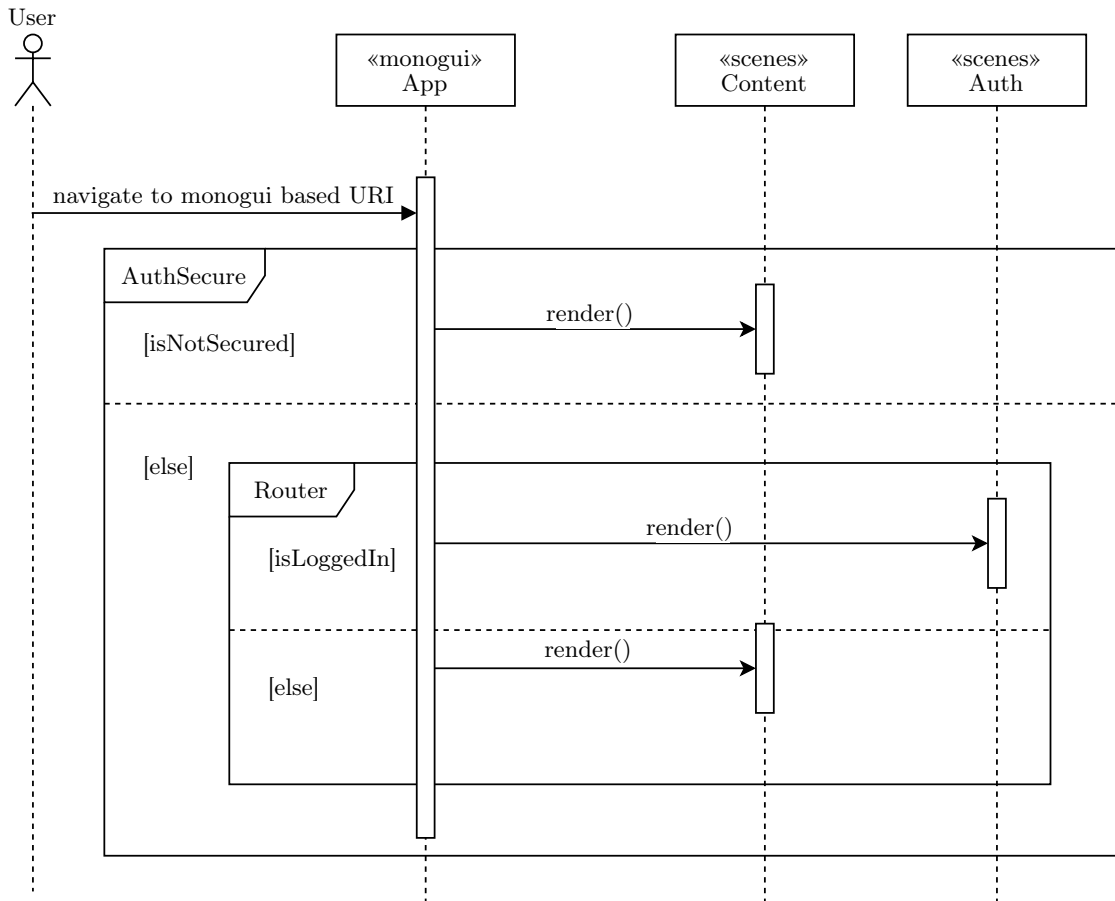 User
«monogui»
App
«scenes»
Content
«scenes»
Auth
navigate to monogui based URI
AuthSecure
render()
[isNotSecured]
[else]
Router
render()
[isLoggedIn]
render()
[else]